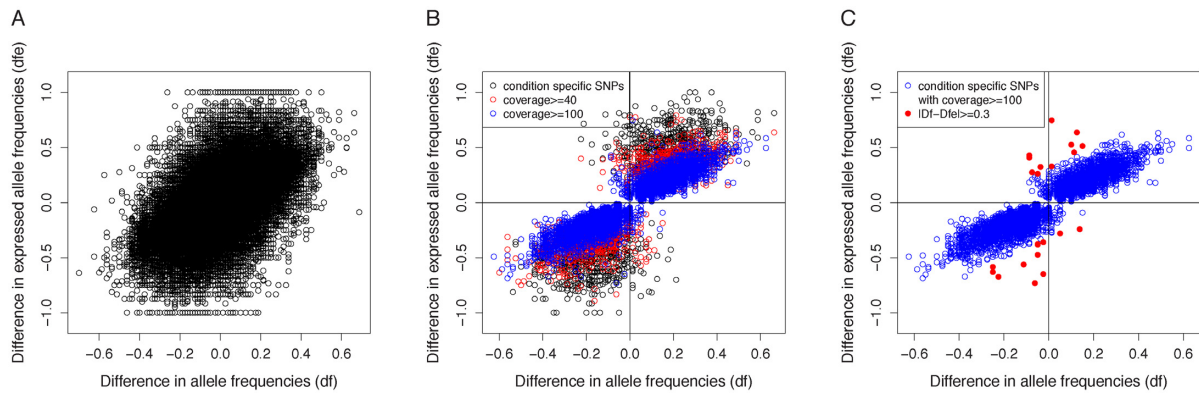 A
Difference in expressed allele frequencies (dfe)
1.0
0.5
0.0
−0.5
−1.0
−0.6 −0.4 −0.2 0.0 0.2 0.4 0.6
Difference in allele frequencies (df)
B
Difference in expressed allele frequencies (dfe)
1.0
0.5
0.0
−0.5
−1.0
condition specific SNPs
coverage>=40
coverage>=100
−0.6 −0.4 −0.2 0.0 0.2 0.4 0.6
Difference in allele frequencies (df)
C
Difference in expressed allele frequencies (dfe)
1.0
0.5
0.0
−0.5
−1.0
condition specific SNPs
with coverage>=100
|Df−Dfe|>=0.3
−0.6 −0.4 −0.2 0.0 0.2 0.4 0.6
Difference in allele frequencies (df)